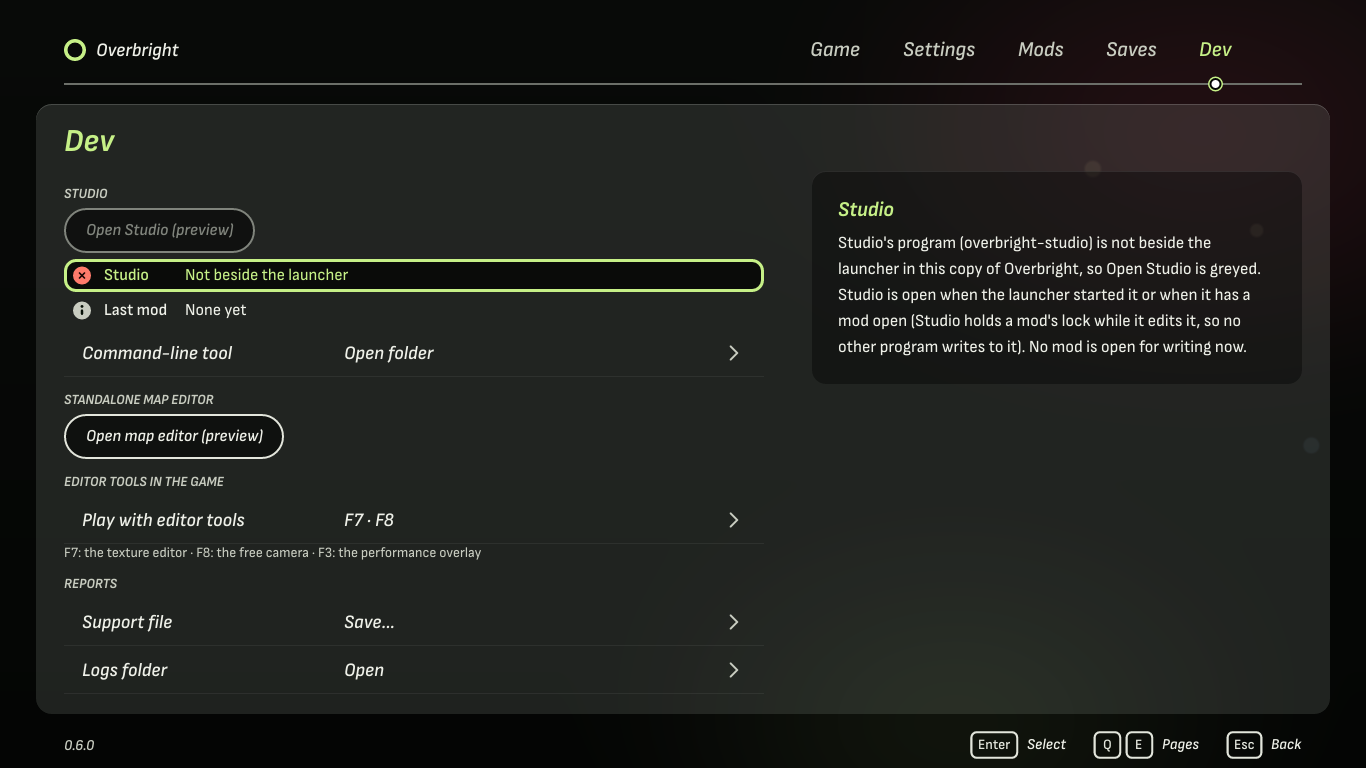 Overbright
Game Settings Mods Saves Dev
Dev
STUDIO
Open Studio (preview)
Studio Not beside the launcher
Last mod None yet
Command-line tool Open folder
STANDALONE MAP EDITOR
Open map editor (preview)
EDITOR TOOLS IN THE GAME
Play with editor tools F7 · F8
F7: the texture editor · F8: the free camera · F3: the performance overlay
REPORTS
Support file Save...
Logs folder Open
Studio
Studio's program (overbright-studio) is not beside the
launcher in this copy of Overbright, so Open Studio is greyed.
Studio is open when the launcher started it or when it has a
mod open (Studio holds a mod's lock while it edits it, so no
other program writes to it). No mod is open for writing now.
0.6.0
Enter Select Q E Pages Esc Back